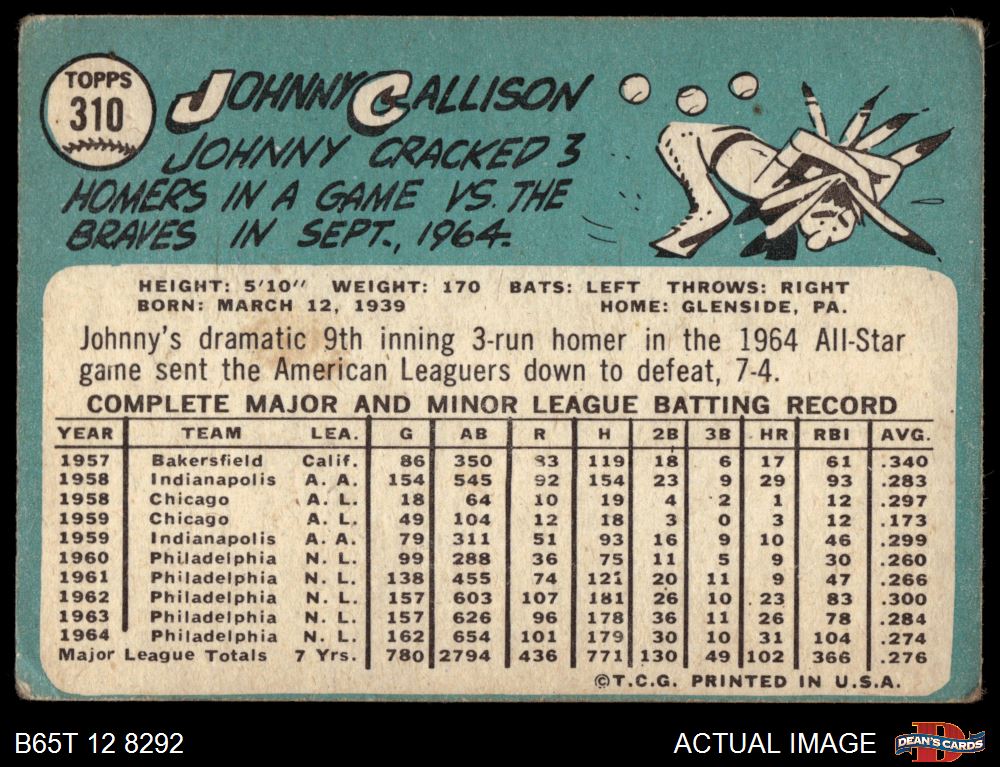 TOPPS
310
JOHNNY CALLISON
JOHNNY CRACKED 3
HOMERS IN A GAME VS. THE
BRAVES IN SEPT., 1964.
HEIGHT: 5'10" WEIGHT: 170 BATS: LEFT THROWS: RIGHT
BORN: MARCH 12, 1939 HOME: GLENSIDE, PA.
Johnny's dramatic 9th inning 3-run homer in the 1964 All-Star
game sent the American Leaguers down to defeat, 7-4.
COMPLETE MAJOR AND MINOR LEAGUE BATTING RECORD
YEAR TEAM LEA. G AB R H 2B 3B HR RBI AVG.
1957 Bakersfield Calif. 86 350 83 119 18 6 17 61 .340
1958 Indianapolis A. A. 154 545 92 154 23 9 29 93 .283
1958 Chicago A. L. 18 64 10 19 4 2 1 12 .297
1959 Chicago A. L. 49 104 12 18 3 0 3 12 .173
1959 Indianapolis A. A. 79 311 51 93 16 9 10 46 .299
1960 Philadelphia N. L. 99 288 36 75 11 5 9 30 .260
1961 Philadelphia N. L. 138 455 74 121 20 11 9 47 .266
1962 Philadelphia N. L. 157 603 107 181 26 10 23 83 .300
1963 Philadelphia N. L. 157 626 96 178 36 11 26 78 .284
1964 Philadelphia N. L. 162 654 101 179 30 10 31 104 .274
Major League Totals 7 Yrs. 780 2794 436 771 130 49 102 366 .276
©T.C.G. PRINTED IN U.S.A.
B65T 12 8292 ACTUAL IMAGE DEAN'S CARDS